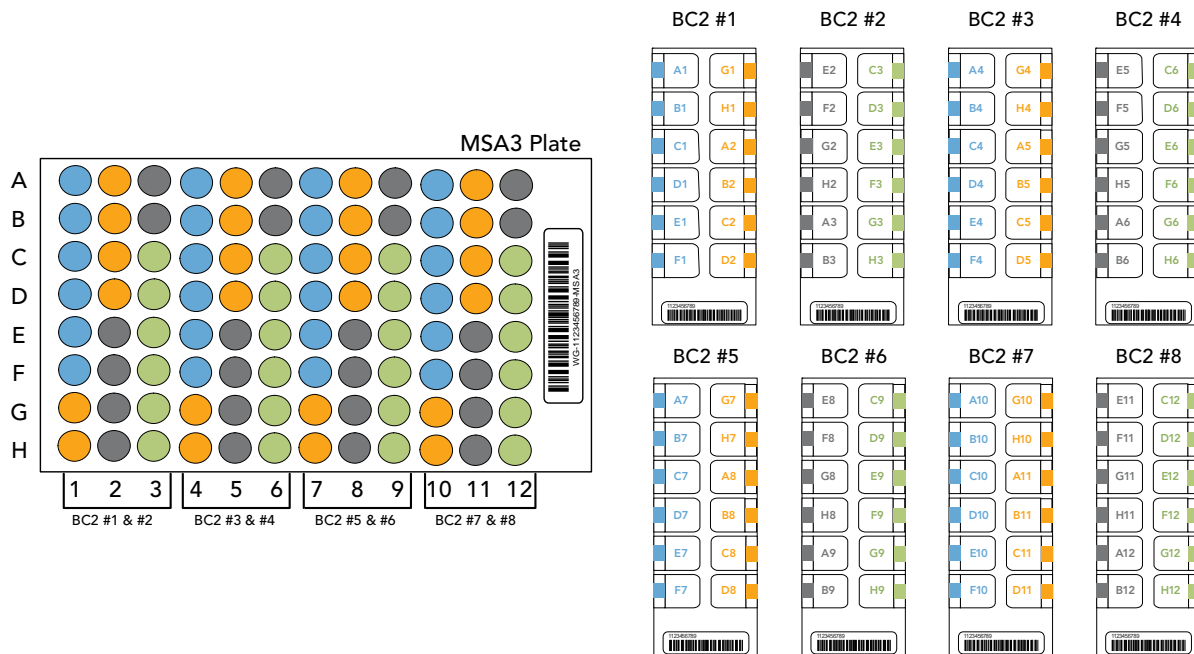 BC2 #1 BC2 #2 BC2 #3 BC2 #4
A1 G1 E2 C3 A4 G4 E5 C6
B1 H1 F2 D3 B4 H4 F5 D6
C1 A2 G2 E3 C4 A5 G5 E6
D1 B2 H2 F3 D4 B5 H5 F6
E1 C2 A3 G3 E4 C5 A6 G6
F1 D2 B3 H3 F4 D5 B6 H6
1123456789 1123456789 1123456789 1123456789
MSA3 Plate
A
B
C
D
E
F
G
H
WG-1123456789-MSA3
1 2 3 4 5 6 7 8 9 10 11 12
BC2 #1 & #2 BC2 #3 & #4 BC2 #5 & #6 BC2 #7 & #8
BC2 #5 BC2 #6 BC2 #7 BC2 #8
A7 G7 E8 C9 A10 G10 E11 C12
B7 H7 F8 D9 B10 H10 F11 D12
C7 A8 G8 E9 C10 A11 G11 E12
D7 B8 H8 F9 D10 B11 H11 F12
E7 C8 A9 G9 E10 C11 A12 G12
F7 D8 B9 H9 F10 D11 B12 H12
1123456789 1123456789 1123456789 1123456789